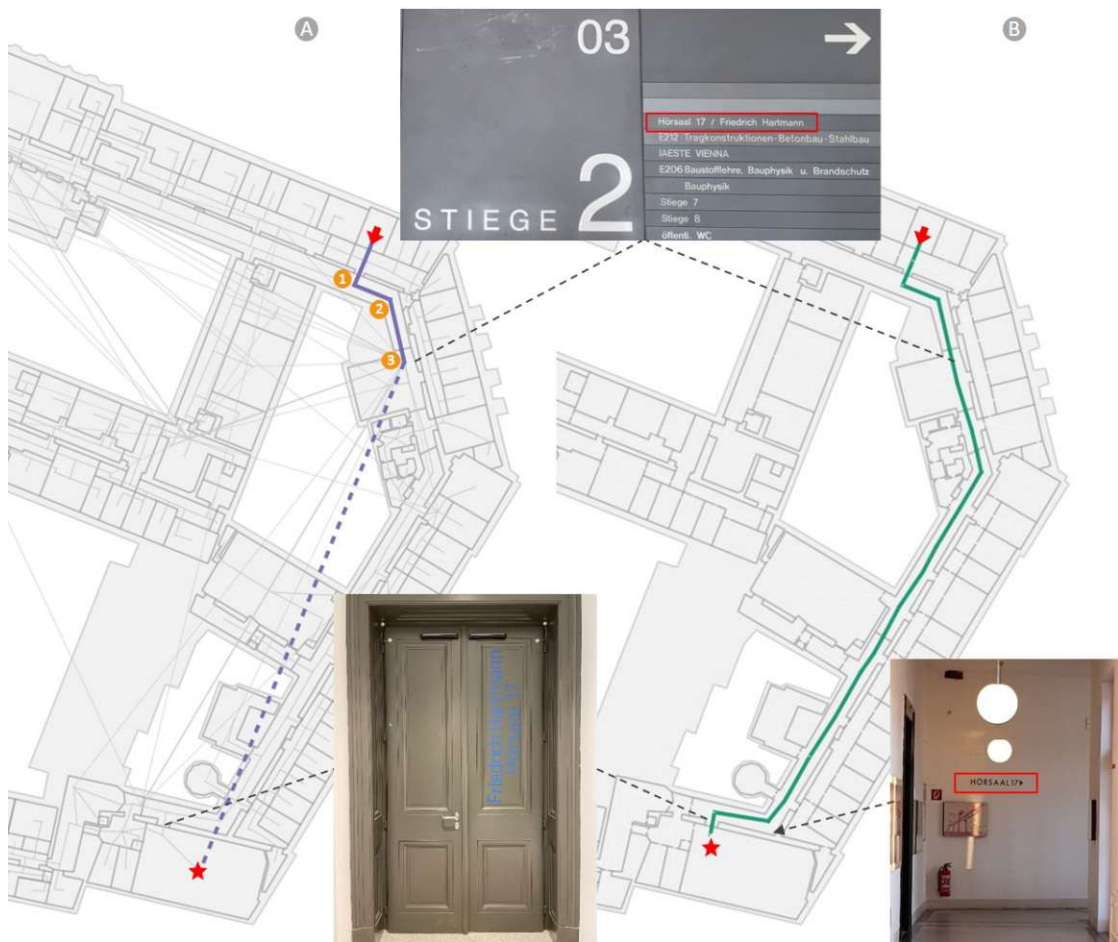 A
B
03
STIEGE 2
Hörsaal 17 / Friedrich Hartmann
E212 Tragkonstruktionen - Betonbau - Stahlbau
IAESTE VIENNA
E206 Baustofflehre, Bauphysik u. Brandschutz
Bauphysik
Stiege 7
Stiege 8
öffentl. WC
1
2
3
Friedrich Hartmann
Hörsaal 17
HÖRSAAL 17